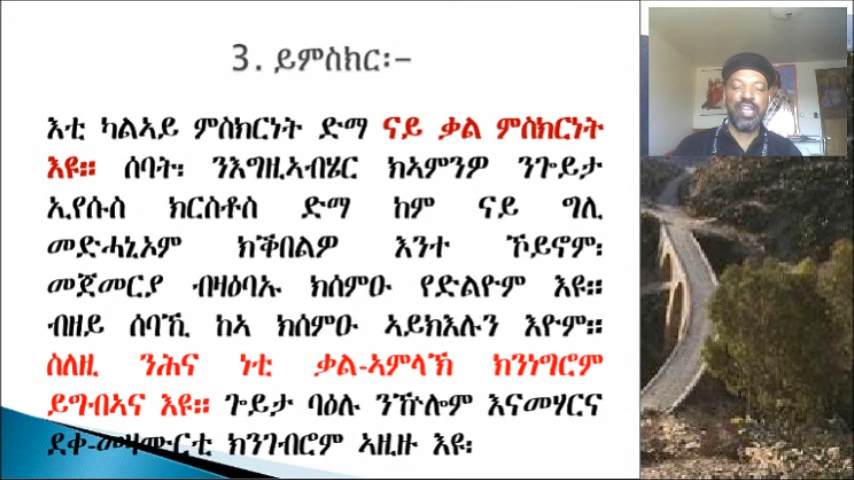 3. ይምስክር፡–
እቲ ካልኣይ ምስክርነት ድማ ናይ ቃል ምስክርነት
እዩ። ሰባት፡ ንእግዚኣብሄር ክኣምንዎ ንጐይታ
ኢየሱስ ክርስቶስ ድማ ከም ናይ ግሊ
መድሓኒኦም ክቕበልዎ እንተ ኾይኖም፡
መጀመርያ ብዛዕባኡ ክሰምዑ የድልዮም እዩ።
ብዘይ ሰባኺ ከኣ ክሰምዑ ኣይክእሉን እዮም።
ስለዚ ንሕና ነቲ ቃል-ኣምላኽ ክንነግሮም
ይግብኣና እዩ። ጐይታ ባዕሉ ንዅሎም እናመሃርና
ደቀ-መዛሙርቲ ክንገብሮም ኣዚዙ እዩ፡